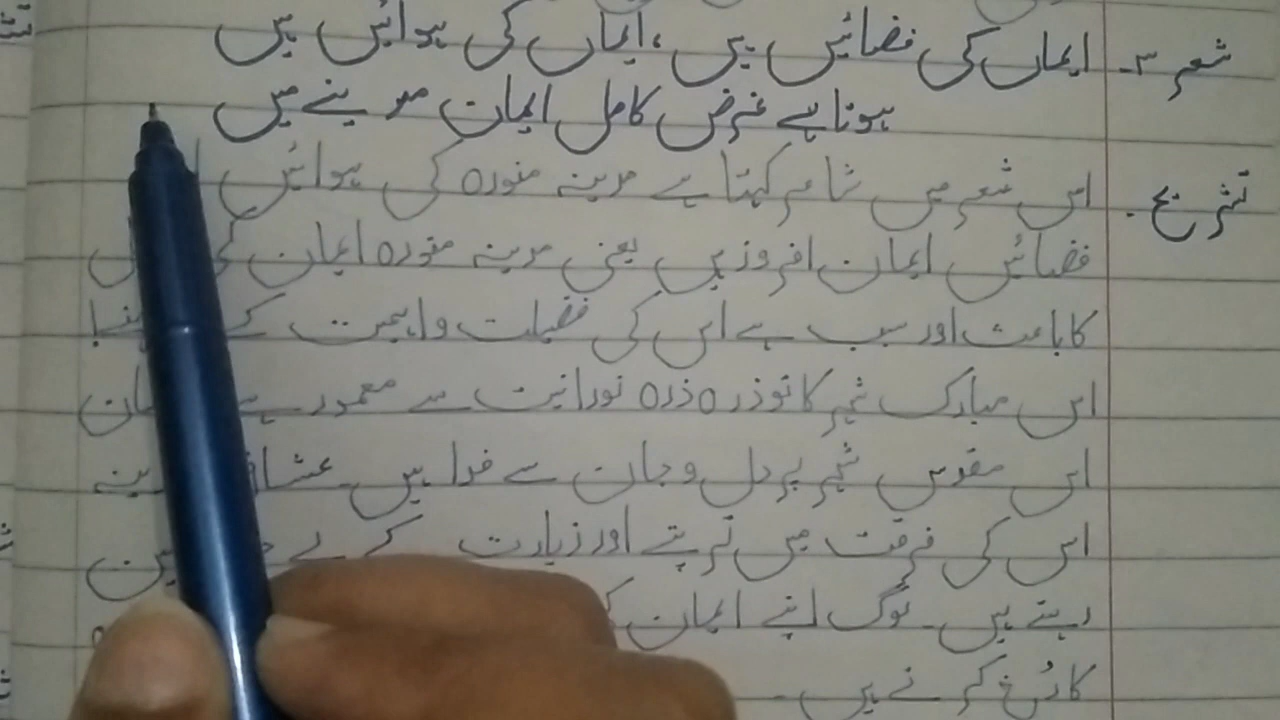 شعر ۳۔ ایماں کی فضائیں ہیں، ایماں کی ہوائیں ہیں
ہوتا ہے غرض کامل ایمان مدینے میں
تشریح۔ اس شعر میں شاعر کہتا ہے مدینہ منورہ کی ہوائیں
فضائیں ایمان افروز ہیں یعنی مدینہ منورہ ایمان
کا باعث اور سبب ہے اس کی فضیلت و اہمیت کے
اس مبارک شہر کا تو ذرہ ذرہ نورانیت سے معمور ہے
اس مقدس شہر پر دل و جان سے فدا ہیں۔ عشاق
اس کی فرقت میں تڑپتے اور زیارت کے لے
رہتے ہیں۔ لوگ اپنے ایمان
کا رُخ کرتے ہیں۔